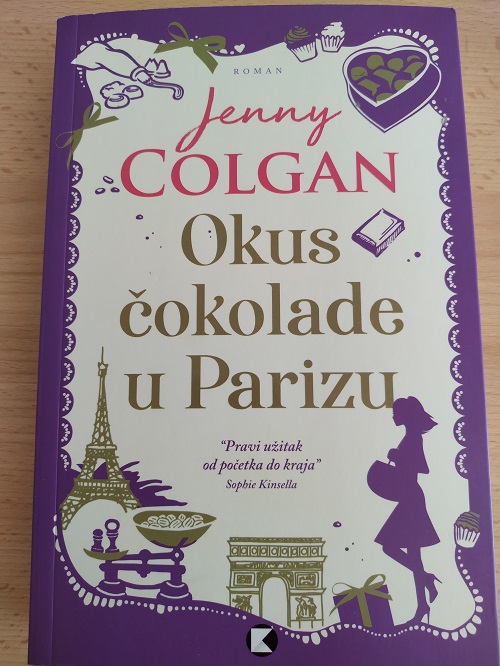 ROMAN
Jenny
COLGAN
Okus
čokolade
u Parizu
“Pravi užitak
od početka do kraja”
Sophie Kinsella